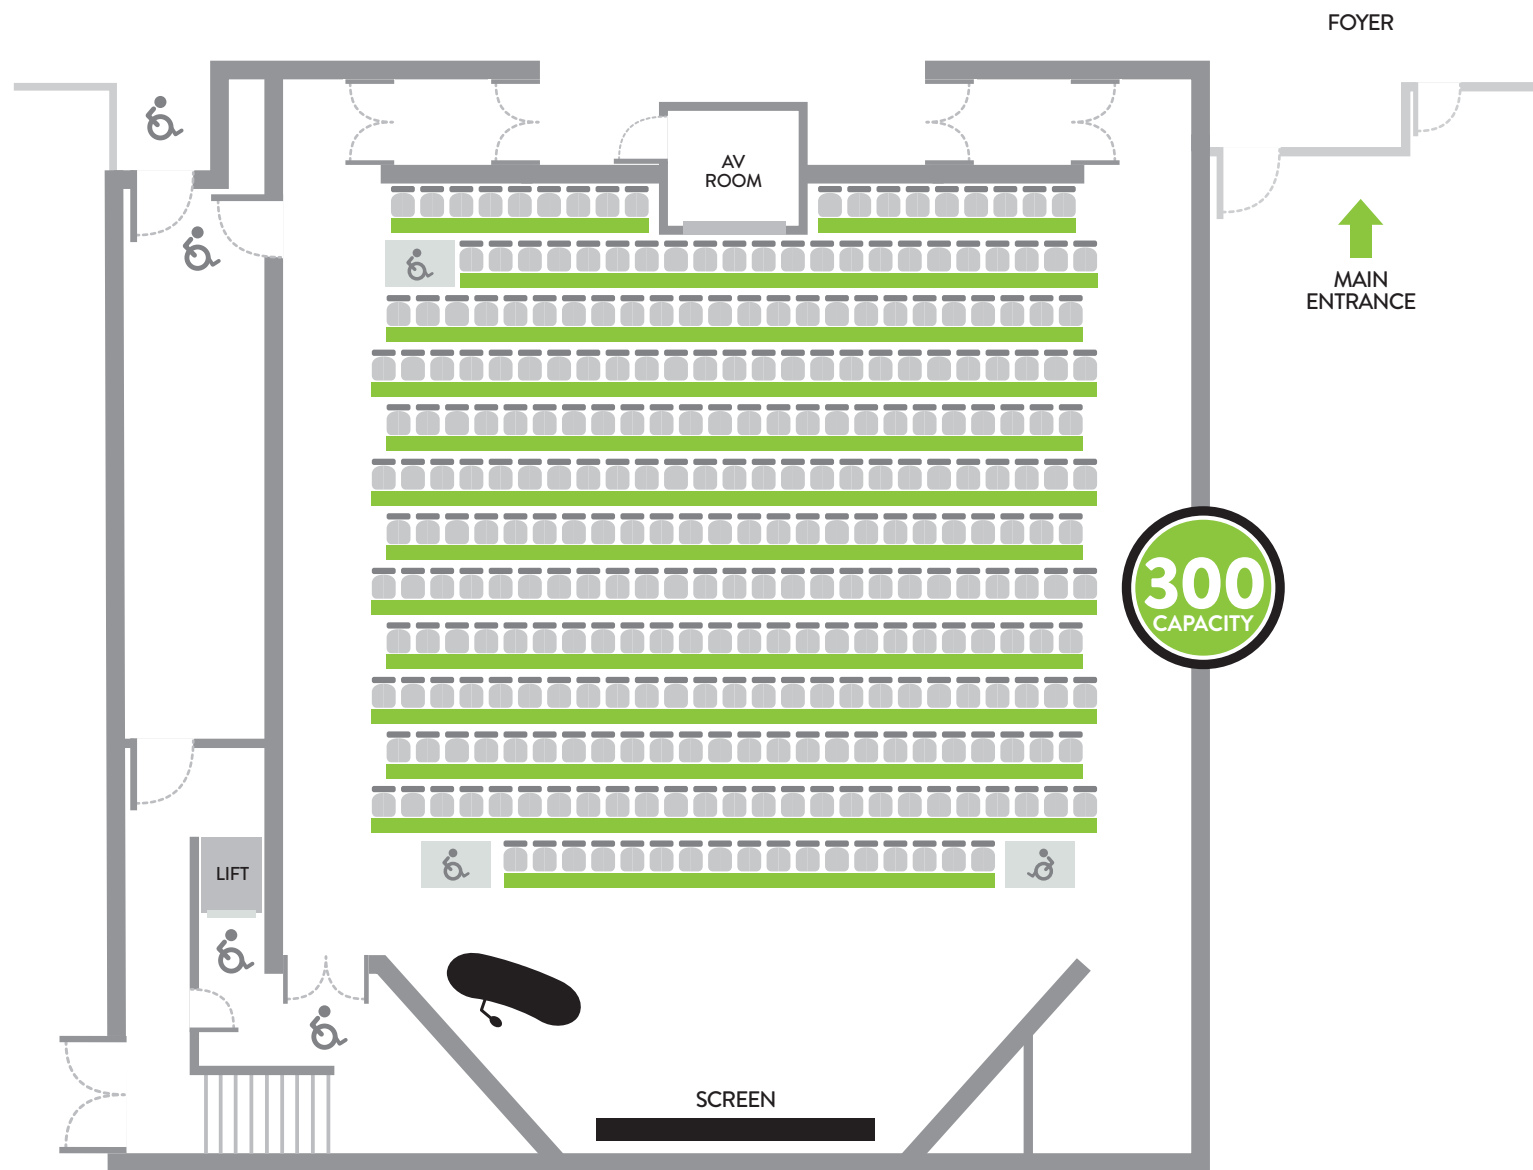 FOYER
AV
ROOM
MAIN
ENTRANCE
300
CAPACITY
LIFT
SCREEN